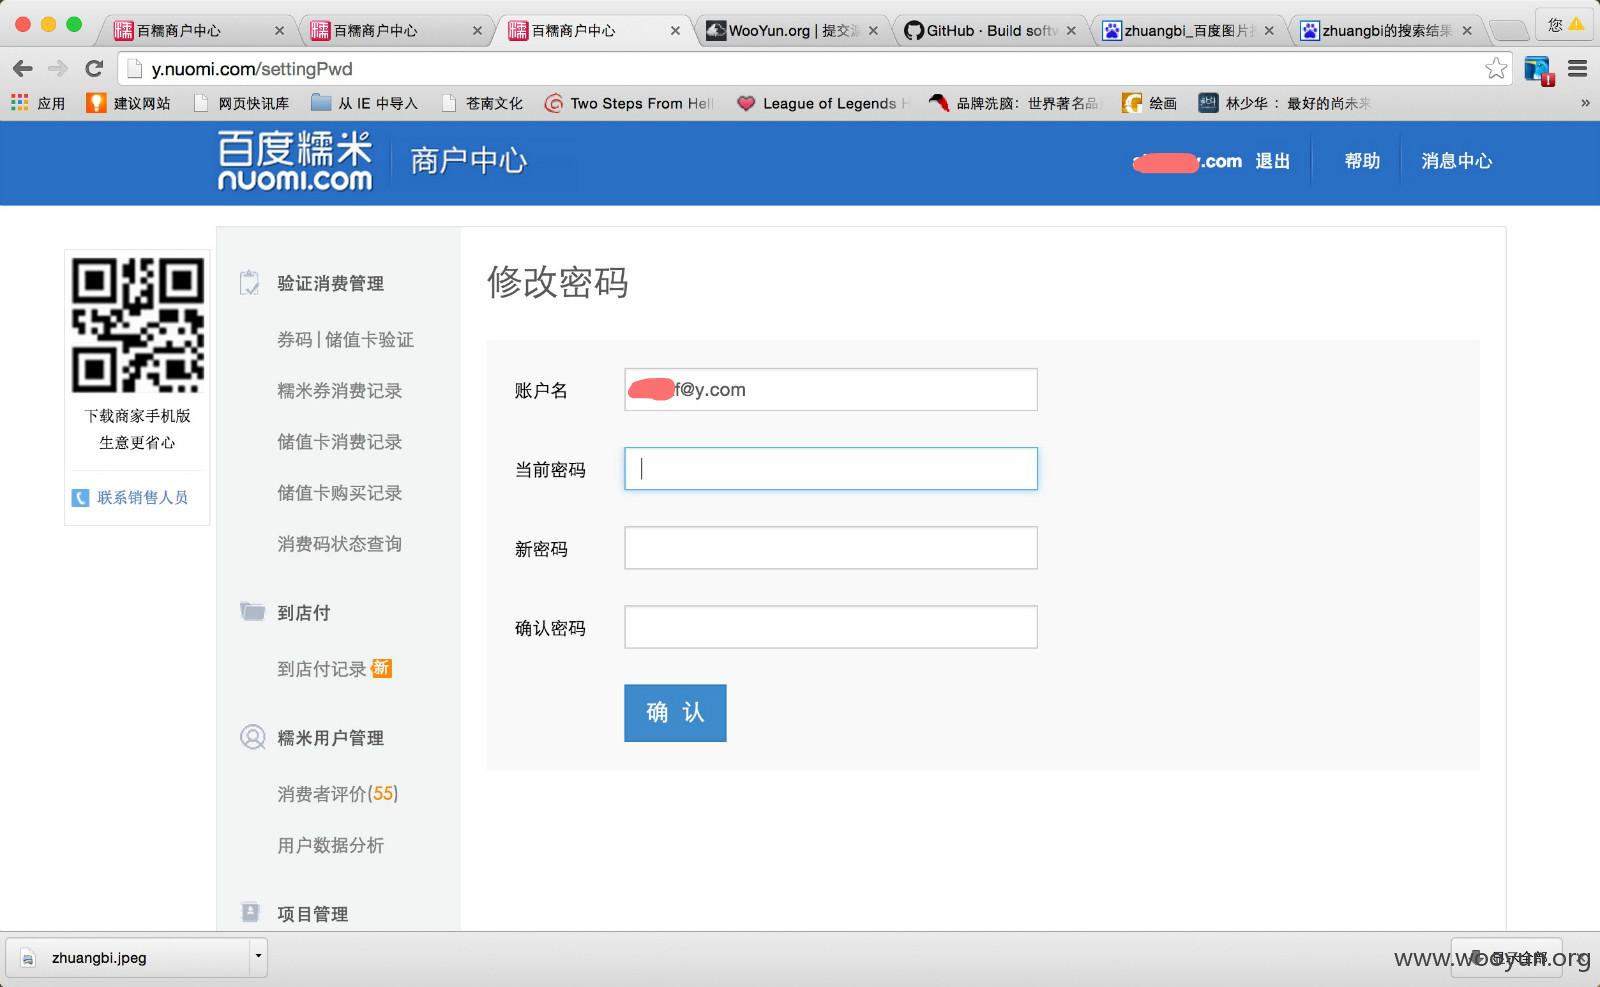 百糯商户中心
百糯商户中心
百糯商户中心
WooYun.org | 提交
GitHub · Build softw
zhuangbi_百度图片
zhuangbi的搜索结果
您
y.nuomi.com/settingPwd
应用
建议网站
网页快讯库
从 IE 中导入
苍南文化
Two Steps From Hell
League of Legends
品牌洗脑：世界著名品
绘画
林少华 ： 最好的尚未来
»
百度糯米
nuomi.com
商户中心
.com
退出
帮助
消息中心
下载商家手机版
生意更省心
联系销售人员
验证消费管理
券码 | 储值卡验证
糯米券消费记录
储值卡消费记录
储值卡购买记录
消费码状态查询
到店付
到店付记录 新
糯米用户管理
消费者评价(55)
用户数据分析
项目管理
修改密码
账户名
f@y.com
当前密码
新密码
确认密码
确 认
zhuangbi.jpeg
显示全部
www.wooyun.org